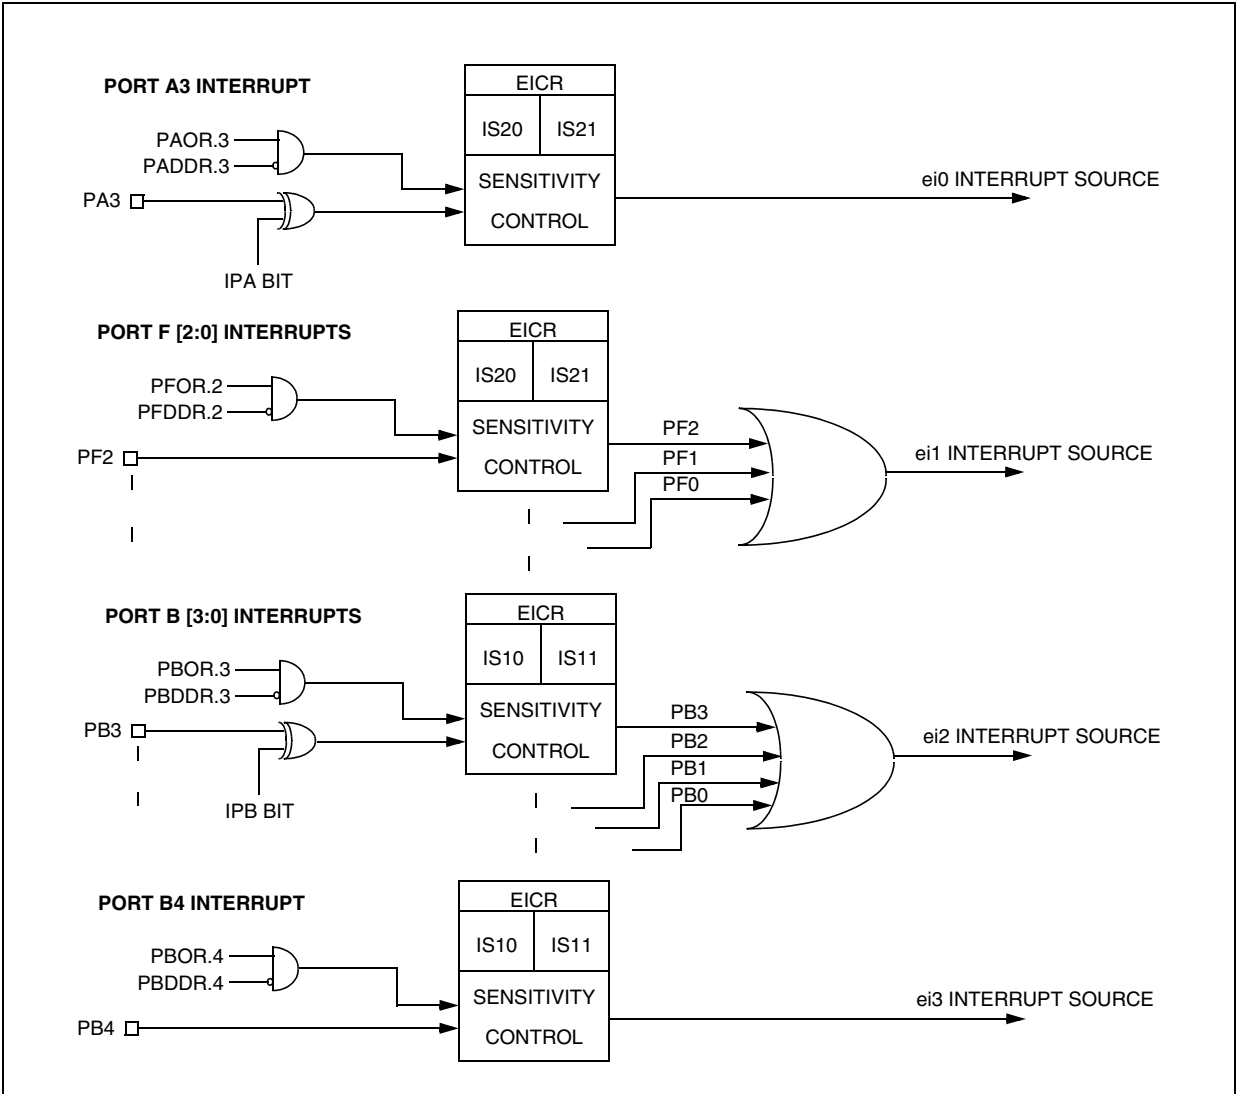 PORT A3 INTERRUPT
EICR
IS20 IS21
PAOR.3
PADDR.3
SENSITIVITY
CONTROL
PA3
IPA BIT
ei0 INTERRUPT SOURCE
PORT F [2:0] INTERRUPTS
EICR
IS20 IS21
PFOR.2
PFDDR.2
SENSITIVITY
CONTROL
PF2
PF2
PF1
PF0
ei1 INTERRUPT SOURCE
PORT B [3:0] INTERRUPTS
EICR
IS10 IS11
PBOR.3
PBDDR.3
SENSITIVITY
CONTROL
PB3
IPB BIT
PB3
PB2
PB1
PB0
ei2 INTERRUPT SOURCE
PORT B4 INTERRUPT
EICR
IS10 IS11
PBOR.4
PBDDR.4
SENSITIVITY
CONTROL
PB4
ei3 INTERRUPT SOURCE